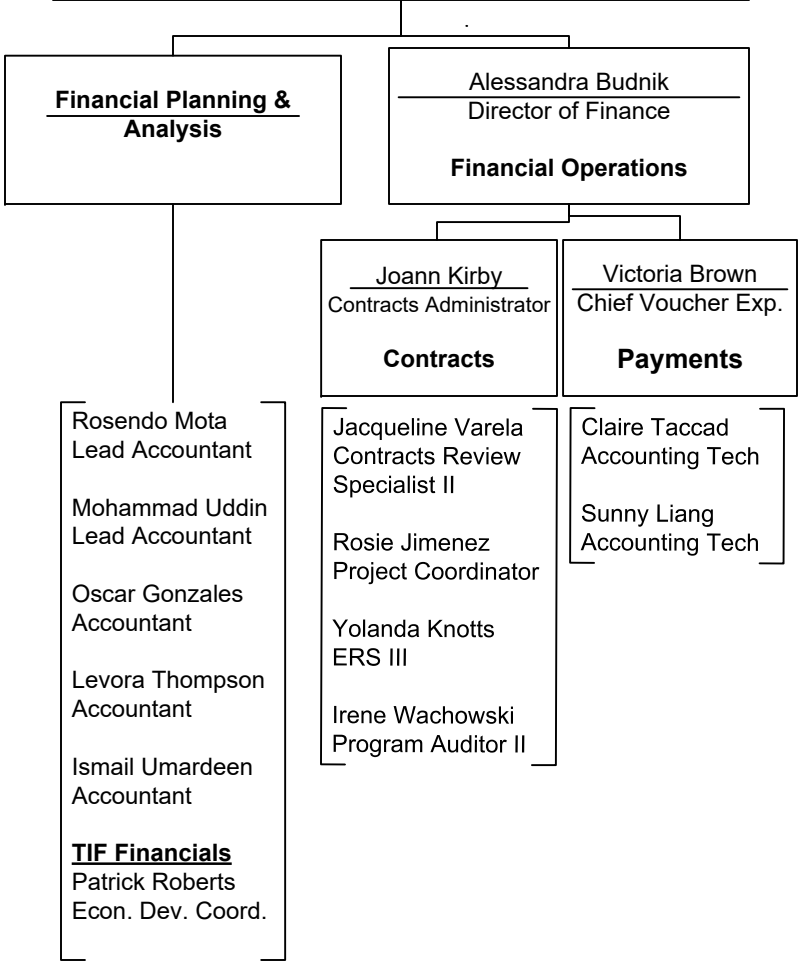 Financial Planning &
Analysis
Alessandra Budnik
Director of Finance
Financial Operations
Joann Kirby
Contracts Administrator
Contracts
Victoria Brown
Chief Voucher Exp.
Payments
Rosendo Mota
Lead Accountant
Mohammad Uddin
Lead Accountant
Oscar Gonzales
Accountant
Levora Thompson
Accountant
Ismail Umardeen
Accountant
TIF Financials
Patrick Roberts
Econ. Dev. Coord.
Jacqueline Varela
Contracts Review
Specialist II
Rosie Jimenez
Project Coordinator
Yolanda Knotts
ERS III
Irene Wachowski
Program Auditor II
Claire Taccad
Accounting Tech
Sunny Liang
Accounting Tech